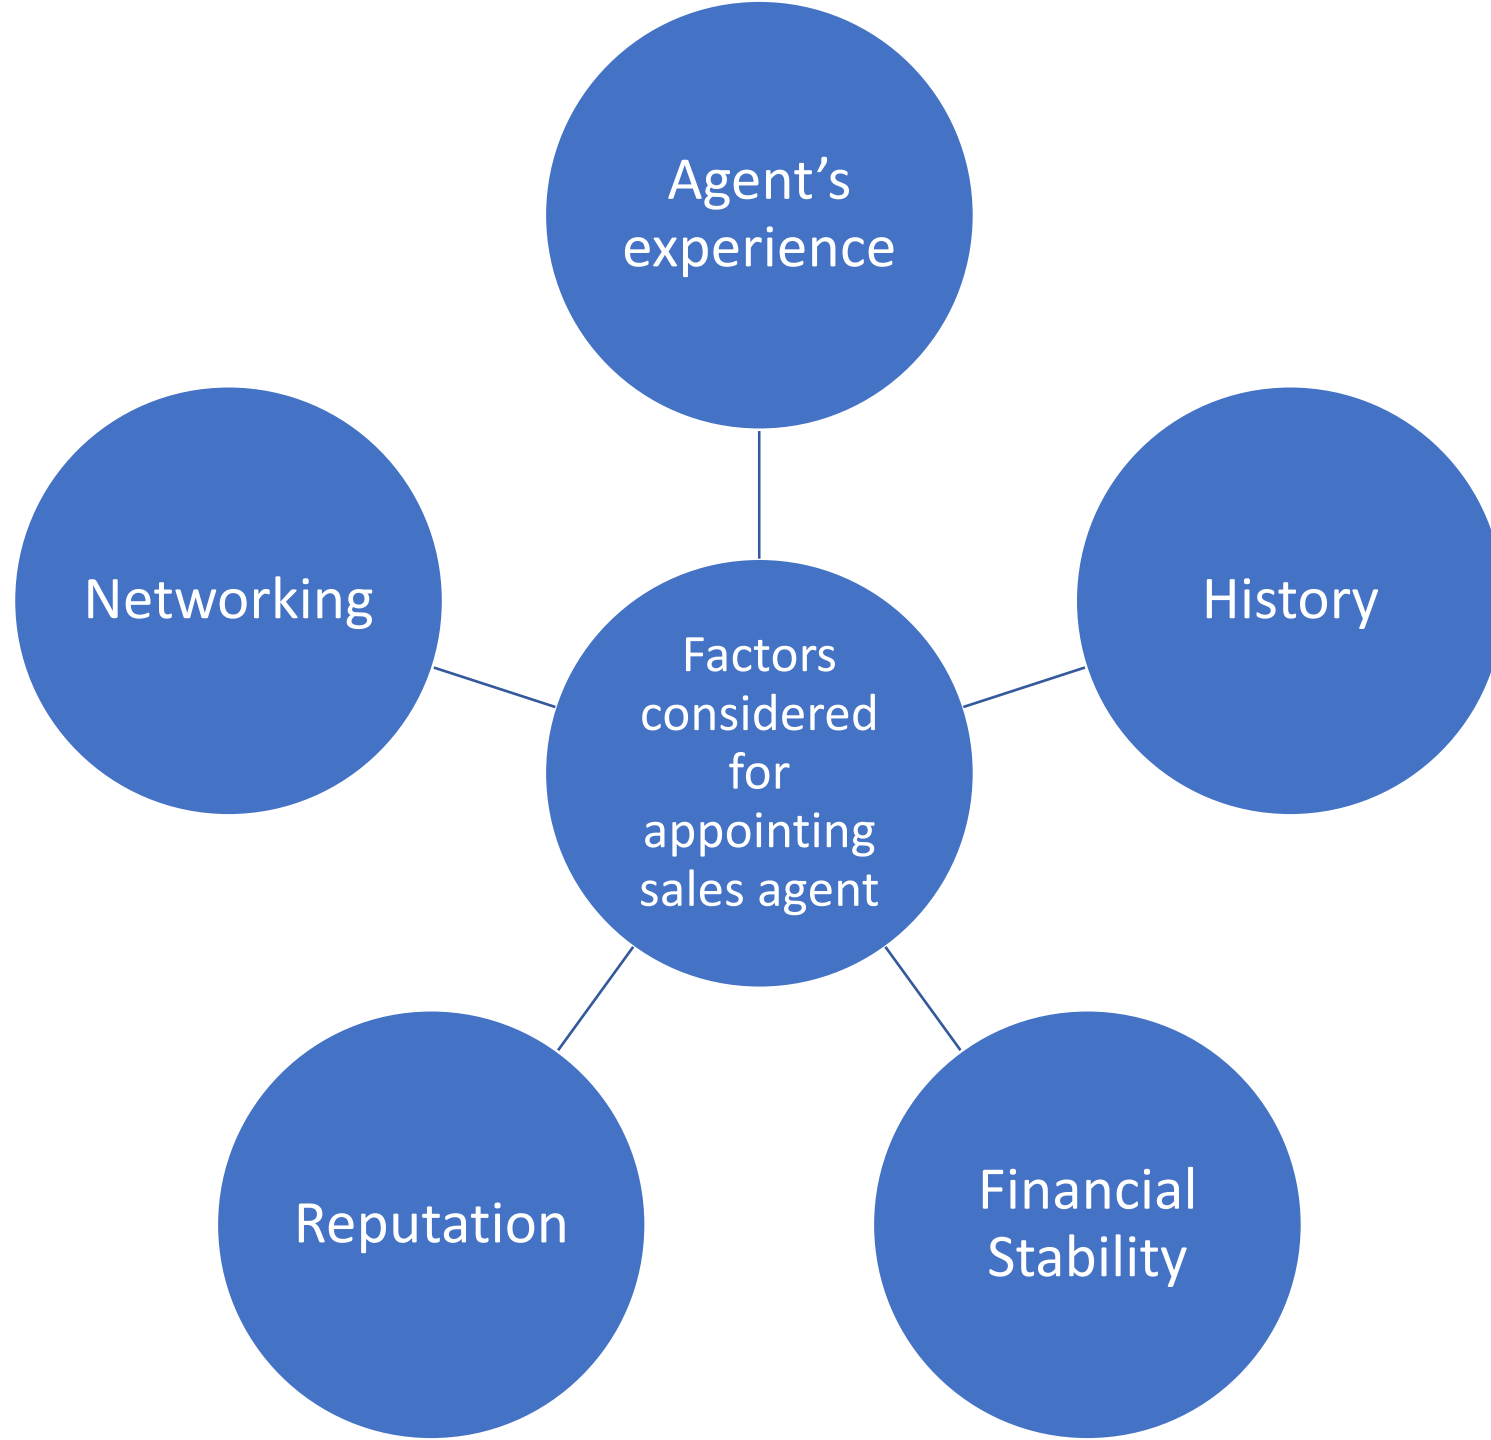 Agent’s
experience
Networking
History
Factors
considered
for
appointing
sales agent
Reputation
Financial
Stability